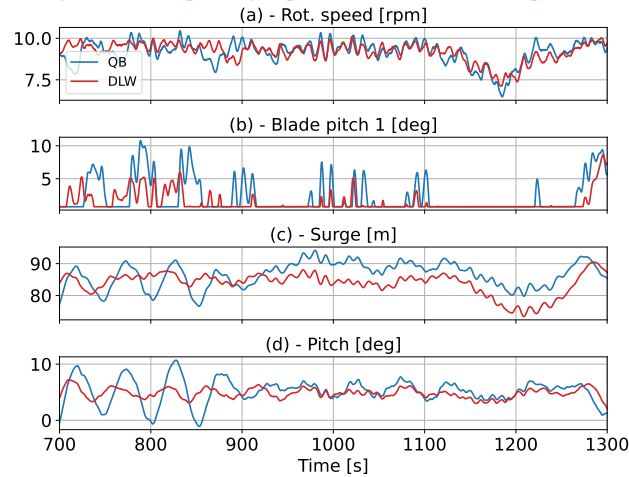 (a) - Rot. speed [rpm]
10.0
7.5
QB
DLW
(b) - Blade pitch 1 [deg]
10
5
(c) - Surge [m]
90
80
(d) - Pitch [deg]
10
0
700 800 900 1000 1100 1200 1300
Time [s]